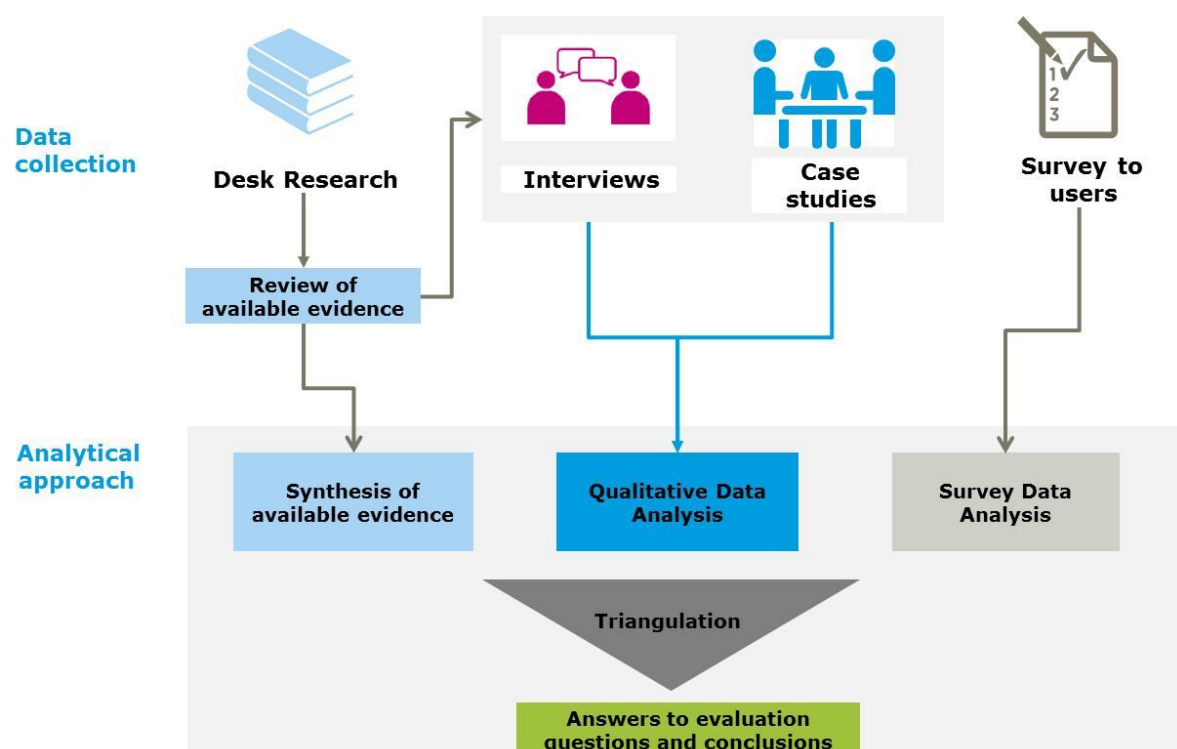 Data
collection
Desk Research
Interviews
Case
studies
1
2
3
Survey to
users
Review of
available evidence
Analytical
approach
Synthesis of
available evidence
Qualitative Data
Analysis
Survey Data
Analysis
Triangulation
Answers to evaluation
questions and conclusions